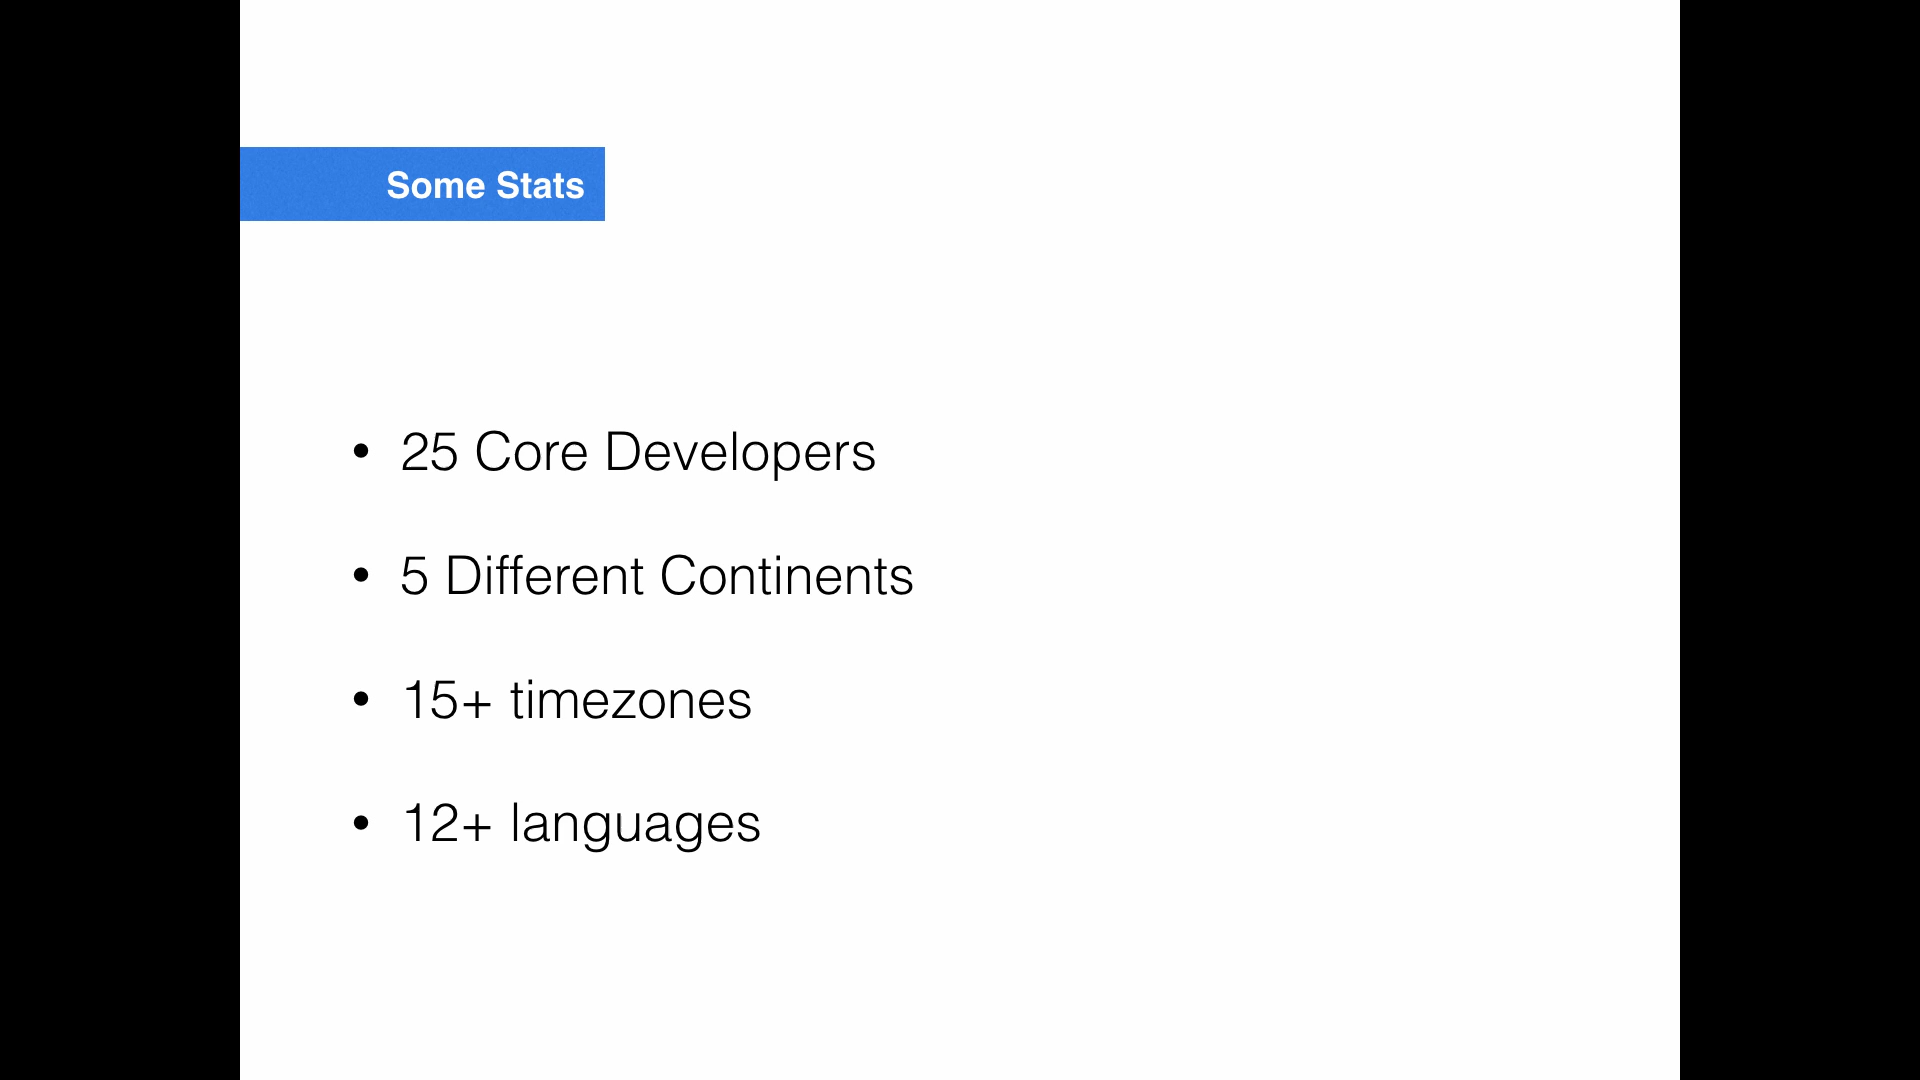 Some Stats
• 25 Core Developers
• 5 Different Continents
• 15+ timezones
• 12+ languages